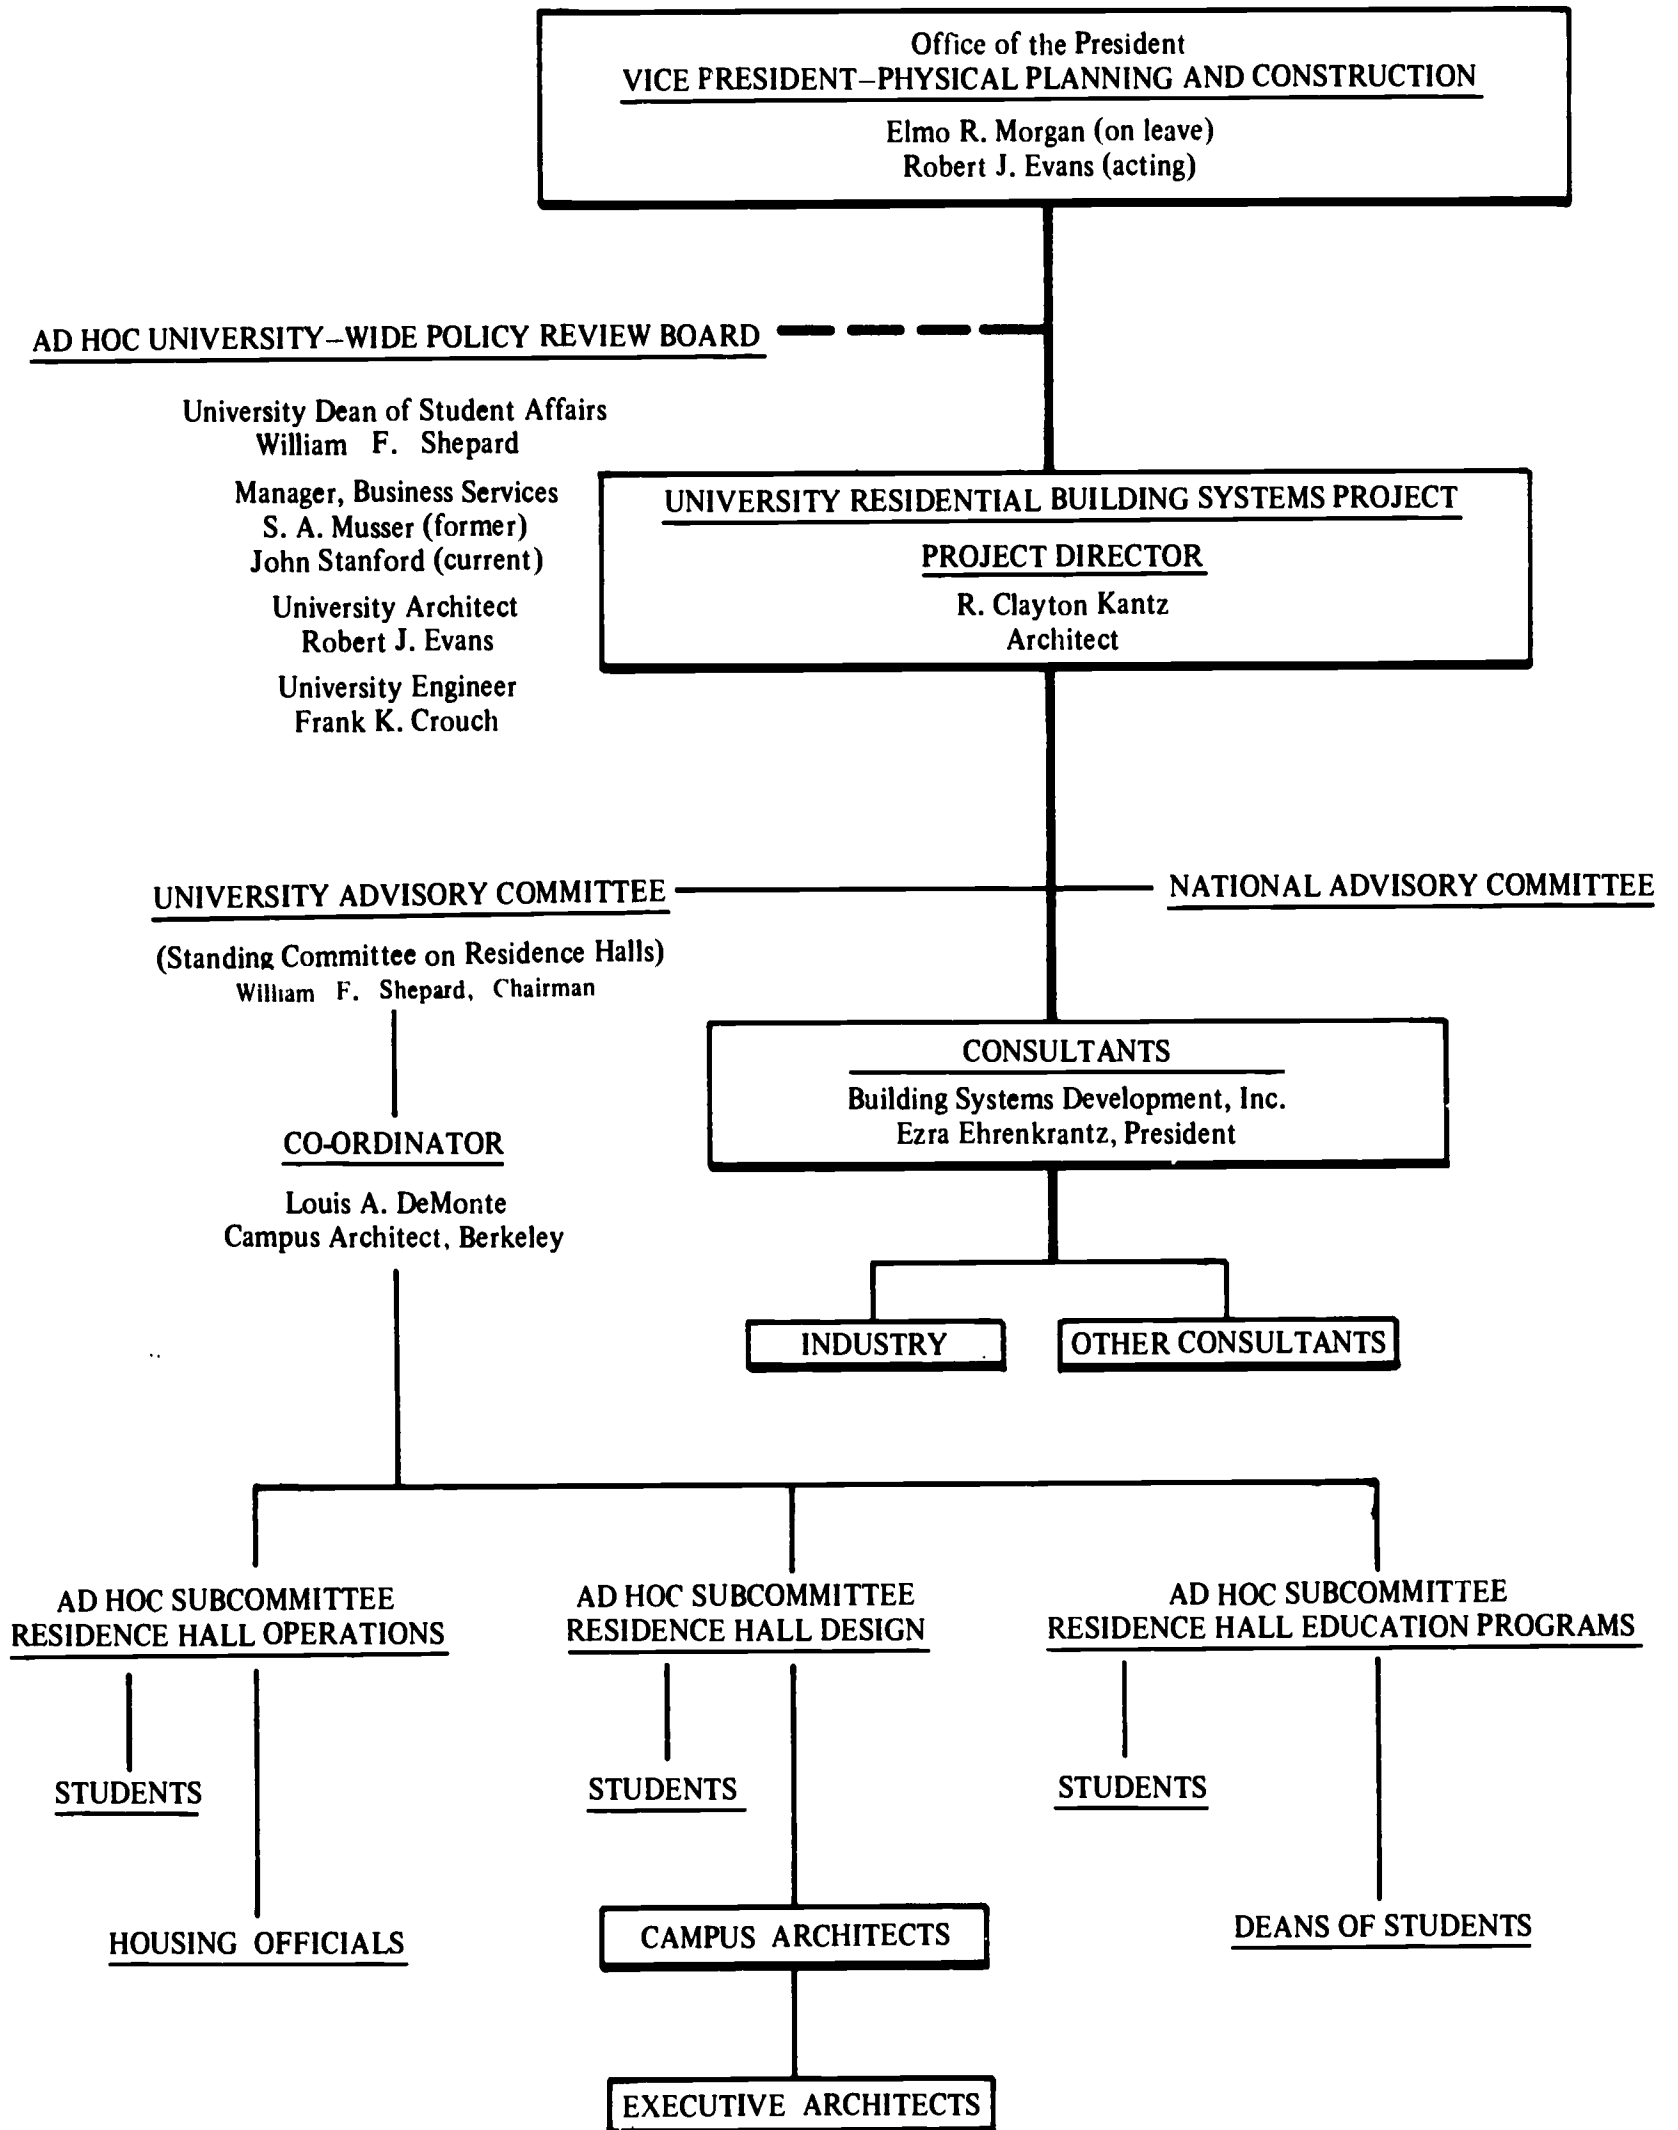 Office of the President
VICE PRESIDENT–PHYSICAL PLANNING AND CONSTRUCTION
Elmo R. Morgan (on leave)
Robert J. Evans (acting)
AD HOC UNIVERSITY–WIDE POLICY REVIEW BOARD
University Dean of Student Affairs
William F. Shepard
Manager, Business Services
S. A. Musser (former)
John Stanford (current)
University Architect
Robert J. Evans
University Engineer
Frank K. Crouch
UNIVERSITY RESIDENTIAL BUILDING SYSTEMS PROJECT
PROJECT DIRECTOR
R. Clayton Kantz
Architect
UNIVERSITY ADVISORY COMMITTEE
(Standing Committee on Residence Halls)
William F. Shepard, Chairman
NATIONAL ADVISORY COMMITTEE
CONSULTANTS
Building Systems Development, Inc.
Ezra Ehrenkrantz, President
CO-ORDINATOR
Louis A. DeMonte
Campus Architect, Berkeley
INDUSTRY
OTHER CONSULTANTS
AD HOC SUBCOMMITTEE
RESIDENCE HALL OPERATIONS
STUDENTS
HOUSING OFFICIALS
AD HOC SUBCOMMITTEE
RESIDENCE HALL DESIGN
STUDENTS
CAMPUS ARCHITECTS
EXECUTIVE ARCHITECTS
AD HOC SUBCOMMITTEE
RESIDENCE HALL EDUCATION PROGRAMS
STUDENTS
DEANS OF STUDENTS